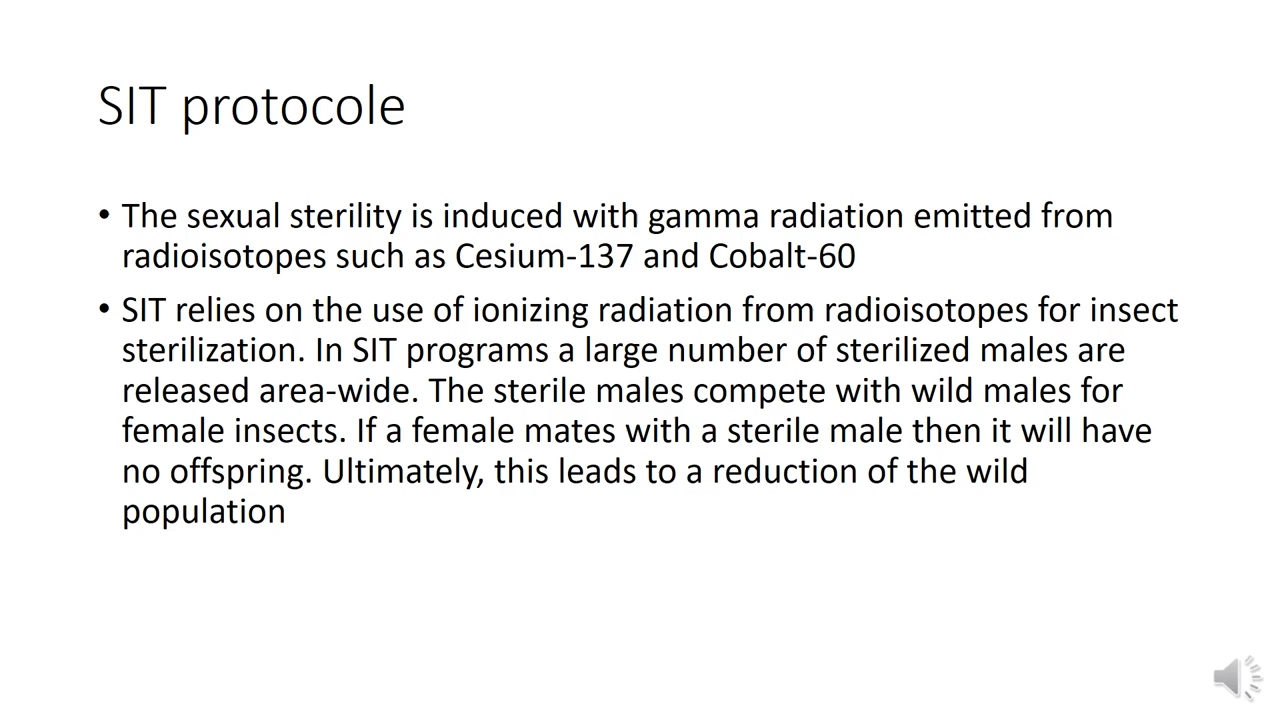 SIT protocole
• The sexual sterility is induced with gamma radiation emitted from
radioisotopes such as Cesium-137 and Cobalt-60
• SIT relies on the use of ionizing radiation from radioisotopes for insect
sterilization. In SIT programs a large number of sterilized males are
released area-wide. The sterile males compete with wild males for
female insects. If a female mates with a sterile male then it will have
no offspring. Ultimately, this leads to a reduction of the wild
population